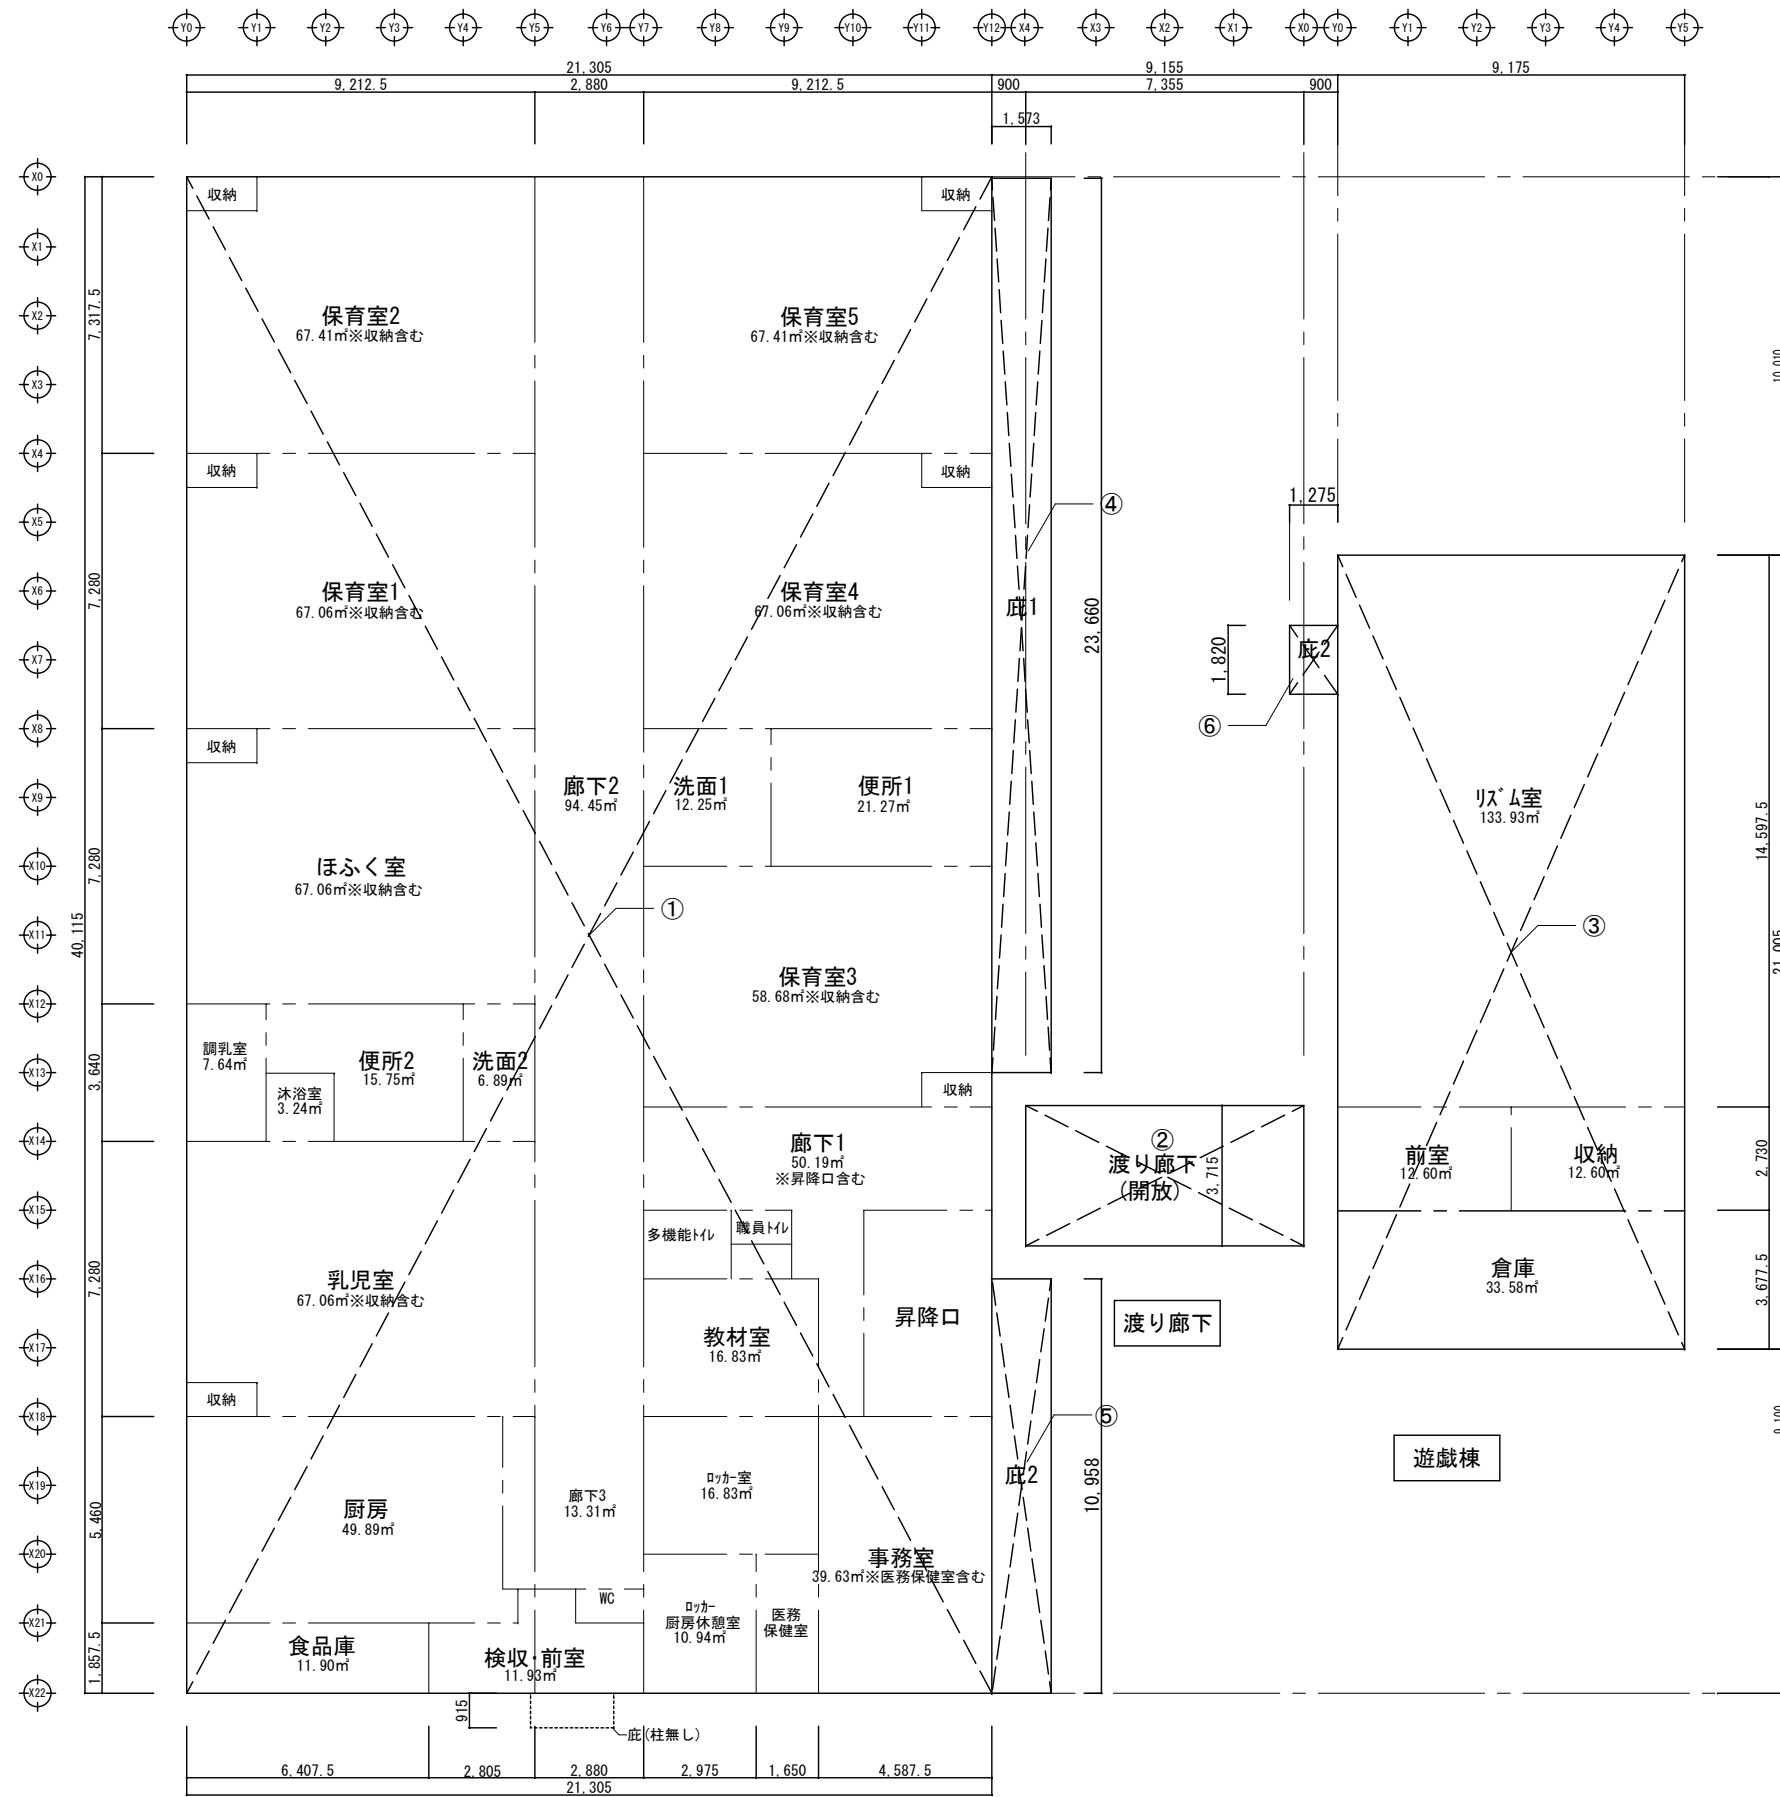 Y0 Y1 Y2 Y3 Y4 Y5 Y6 Y7 Y8 Y9 Y10 Y11 Y12 X4 X3 X2 X1 X0 Y0 Y1 Y2 Y3 Y4 Y5
21,305 9,155 9,175
9,212.5 2,880 9,212.5 900 7,355 900
1,573
X0
X1
X2
X3
X4
X5
X6
X7
X8
X9
X10
X11
X12
X13
X14
X15
X16
X17
X18
X19
X20
X21
X22
7,317.5
7,280
7,280
40,115
3,640
7,280
5,460
1,857.5
収納
収納
保育室2
67.41㎡※収納含む
保育室5
67.41㎡※収納含む
収納
収納
保育室1
67.06㎡※収納含む
保育室4
67.06㎡※収納含む
収納
廊下2
94.45㎡
洗面1
12.25㎡
便所1
21.27㎡
ほふく室
67.06㎡※収納含む
①
保育室3
58.68㎡※収納含む
収納
調乳室
7.64㎡
沐浴室
3.24㎡
便所2
15.75㎡
洗面2
6.89㎡
廊下1
50.19㎡
※昇降口含む
多機能ﾄｲﾚ
職員ﾄｲﾚ
乳児室
67.06㎡※収納含む
収納
教材室
16.83㎡
昇降口
厨房
49.89㎡
廊下3
13.31㎡
ﾛｯｶｰ室
16.83㎡
事務室
39.63㎡※医務保健室含む
WC
ﾛｯｶｰ
厨房休憩室
10.94㎡
医務
保健室
食品庫
11.90㎡
検収・前室
11.93㎡
915
庇(柱無し)
6,407.5 2,805 2,880 2,975 1,650 4,587.5
21,305
④
庇1
23,660
1,275
1,820
庇2
⑥
②
渡り廊下
(開放)
3,715
渡り廊下
⑤
庇2
10,958
ﾘｽﾞﾑ室
133.93㎡
③
前室
12.60㎡
収納
12.60㎡
倉庫
33.58㎡
遊戯棟
10,010
14,597.5
21,005
2,730
3,677.5
9,100